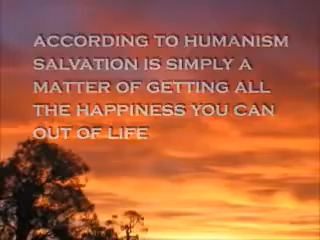 ACCORDING TO HUMANISM
SALVATION IS SIMPLY A
MATTER OF GETTING ALL
THE HAPPINESS YOU CAN
OUT OF LIFE